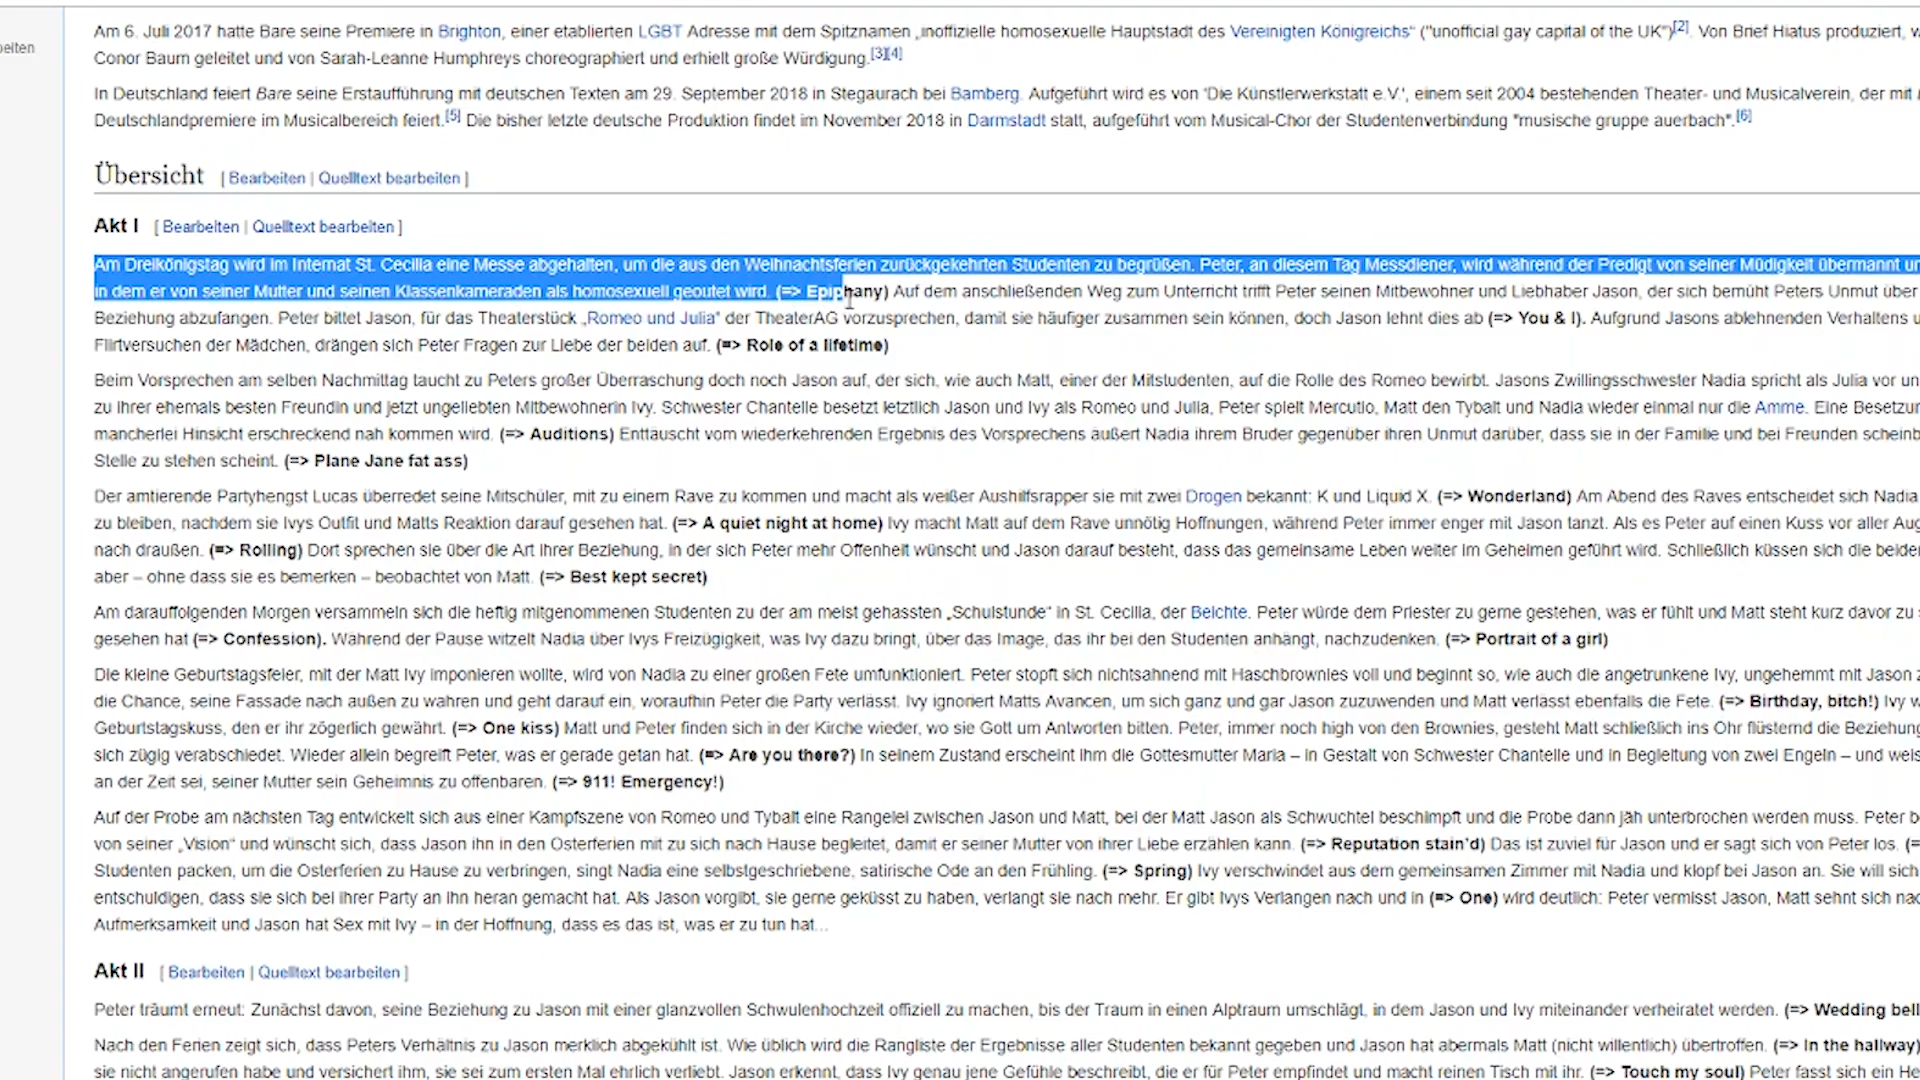 beiten
Am 6. Juli 2017 hatte Bare seine Premiere in Brighton, einer etablierten LGBT Adresse mit dem Spitznamen „inoffizielle homosexuelle Hauptstadt des Vereinigten Königreichs“ ("unofficial gay capital of the UK")[2]. Von Brief Hiatus produziert,
Conor Baum geleitet und von Sarah-Leanne Humphreys choreographiert und erhielt große Würdigung.[3][4]
In Deutschland feiert Bare seine Erstaufführung mit deutschen Texten am 29. September 2018 in Stegaurach bei Bamberg. Aufgeführt wird es von 'Die Künstlerwerkstatt e.V.', einem seit 2004 bestehenden Theater- und Musicalverein, der mit
Deutschlandpremiere im Musicalbereich feiert.[5] Die bisher letzte deutsche Produktion findet im November 2018 in Darmstadt statt, aufgeführt vom Musical-Chor der Studentenverbindung "musische gruppe auerbach".[6]
Übersicht [ Bearbeiten | Quelltext bearbeiten ]
Akt I [ Bearbeiten | Quelltext bearbeiten ]
Am Dreikönigstag wird im Internat St. Cecilia eine Messe abgehalten, um die aus den Weihnachtsferien zurückgekehrten Studenten zu begrüßen. Peter, an diesem Tag Messdiener, wird während der Predigt von seiner Müdigkeit übermannt
in dem er von seiner Mutter und seinen Klassenkameraden als homosexuell geoutet wird. (=> Epiphany) Auf dem anschließenden Weg zum Unterricht trifft Peter seinen Mitbewohner und Liebhaber Jason, der sich bemüht Peters Unmut über
Beziehung abzufangen. Peter bittet Jason, für das Theaterstück „Romeo und Julia“ der TheaterAG vorzusprechen, damit sie häufiger zusammen sein können, doch Jason lehnt dies ab (=> You & I). Aufgrund Jasons ablehnenden Verhaltens
Flirtversuchen der Mädchen, drängen sich Peter Fragen zur Liebe der beiden auf. (=> Role of a lifetime)
Beim Vorsprechen am selben Nachmittag taucht zu Peters großer Überraschung doch noch Jason auf, der sich, wie auch Matt, einer der Mitstudenten, auf die Rolle des Romeo bewirbt. Jasons Zwillingsschwester Nadia spricht als Julia vor
zu ihrer ehemals besten Freundin und jetzt ungeliebten Mitbewohnerin Ivy. Schwester Chantelle besetzt letztlich Jason und Ivy als Romeo und Julia, Peter spielt Mercutio, Matt den Tybalt und Nadia wieder einmal nur die Amme. Eine
mancherlei Hinsicht erschreckend nah kommen wird. (=> Auditions) Enttäuscht vom wiederkehrenden Ergebnis des Vorsprechens äußert Nadia ihrem Bruder gegenüber ihren Unmut darüber, dass sie in der Familie und bei Freunden
Stelle zu stehen scheint. (=> Plane Jane fat ass)
Der amtierende Partyhengst Lucas überredet seine Mitschüler, mit zu einem Rave zu kommen und macht als weißer Aushilfsrapper sie mit zwei Drogen bekannt: K und Liquid X. (=> Wonderland) Am Abend des Raves entscheidet sich Nadia
zu bleiben, nachdem sie Ivys Outfit und Matts Reaktion darauf gesehen hat. (=> A quiet night at home) Ivy macht Matt auf dem Rave unnötig Hoffnungen, während Peter immer enger mit Jason tanzt. Als es Peter auf einen Kuss vor aller
nach draußen. (=> Rolling) Dort sprechen sie über die Art ihrer Beziehung, in der sich Peter mehr Offenheit wünscht und Jason darauf besteht, dass das gemeinsame Leben weiter im Geheimen geführt wird. Schließlich küssen sich die
aber – ohne dass sie es bemerken – beobachtet von Matt. (=> Best kept secret)
Am darauffolgenden Morgen versammeln sich die heftig mitgenommenen Studenten zu der am meist gehassten „Schulstunde“ in St. Cecilia, der Beichte. Peter würde dem Priester zu gerne gestehen, was er fühlt und Matt steht kurz davor zu
gesehen hat (=> Confession). Während der Pause witzelt Nadia über Ivys Freizügigkeit, was Ivy dazu bringt, über das Image, das ihr bei den Studenten anhängt, nachzudenken. (=> Portrait of a girl)
Die kleine Geburtstagsfeier, mit der Matt Ivy imponieren wollte, wird von Nadia zu einer großen Fete umfunktioniert. Peter stopft sich nichtsahnend mit Haschbrownies voll und beginnt so, wie auch die angetrunkene Ivy, ungehemmt mit Jason
die Chance, seine Fassade nach außen zu wahren und geht darauf ein, woraufhin Peter die Party verlässt. Ivy ignoriert Matts Avancen, um sich ganz und gar Jason zuzuwenden und Matt verlässt ebenfalls die Fete. (=> Birthday, bitch!) Ivy
Geburtstagskuss, den er ihr zögerlich gewährt. (=> One kiss) Matt und Peter finden sich in der Kirche wieder, wo sie Gott um Antworten bitten. Peter, immer noch high von den Brownies, gesteht Matt schließlich ins Ohr flüsternd die
sich zügig verabschiedet. Wieder allein begreift Peter, was er gerade getan hat. (=> Are you there?) In seinem Zustand erscheint ihm die Gottesmutter Maria – in Gestalt von Schwester Chantelle und in Begleitung von zwei Engeln – und
an der Zeit sei, seiner Mutter sein Geheimnis zu offenbaren. (=> 911! Emergency!)
Auf der Probe am nächsten Tag entwickelt sich aus einer Kampfszene von Romeo und Tybalt eine Rangelei zwischen Jason und Matt, bei der Matt Jason als Schwuchtel beschimpft und die Probe dann jäh unterbrochen werden muss. Peter
von seiner „Vision“ und wünscht sich, dass Jason ihn in den Osterferien mit zu sich nach Hause begleitet, damit er seiner Mutter von ihrer Liebe erzählen kann. (=> Reputation stain'd) Das ist zuviel für Jason und er sagt sich von Peter los. (=
Studenten packen, um die Osterferien zu Hause zu verbringen, singt Nadia eine selbstgeschriebene, satirische Ode an den Frühling. (=> Spring) Ivy verschwindet aus dem gemeinsamen Zimmer mit Nadia und klopf bei Jason an. Sie will sich
entschuldigen, dass sie sich bei ihrer Party an ihn heran gemacht hat. Als Jason vorgibt, sie gerne geküsst zu haben, verlangt sie nach mehr. Er gibt Ivys Verlangen nach und in (=> One) wird deutlich: Peter vermisst Jason, Matt sehnt sich
Aufmerksamkeit und Jason hat Sex mit Ivy – in der Hoffnung, dass es das ist, was er zu tun hat...
Akt II [ Bearbeiten | Quelltext bearbeiten ]
Peter träumt erneut: Zunächst davon, seine Beziehung zu Jason mit einer glanzvollen Schwulenhochzeit offiziell zu machen, bis der Traum in einen Alptraum umschlägt, in dem Jason und Ivy miteinander verheiratet werden. (=> Wedding bell
Nach den Ferien zeigt sich, dass Peters Verhältnis zu Jason merklich abgekühlt ist. Wie üblich wird die Rangliste der Ergebnisse aller Studenten bekannt gegeben und Jason hat abermals Matt (nicht willentlich) übertroffen. (=> In the hallway)
sie nicht angerufen habe und versichert ihm, sie sei zum ersten Mal ehrlich verliebt. Jason erkennt, dass Ivy genau jene Gefühle beschreibt, die er für Peter empfindet und macht reinen Tisch mit ihr. (=> Touch my soul) Peter fasst sich ein